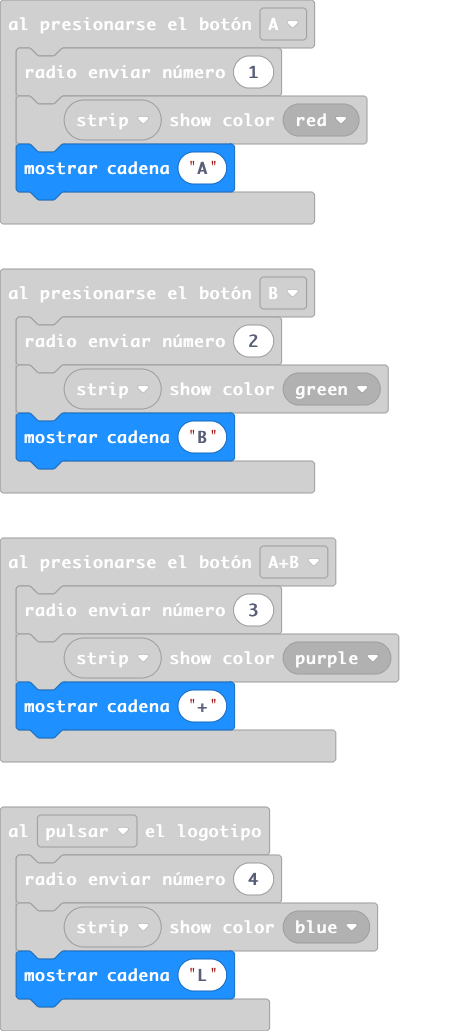 al presionarse el botón A
radio enviar número 1
strip show color red
mostrar cadena "A"
al presionarse el botón B
radio enviar número 2
strip show color green
mostrar cadena "B"
al presionarse el botón A+B
radio enviar número 3
strip show color purple
mostrar cadena "+"
al pulsar el logotipo
radio enviar número 4
strip show color blue
mostrar cadena "L"